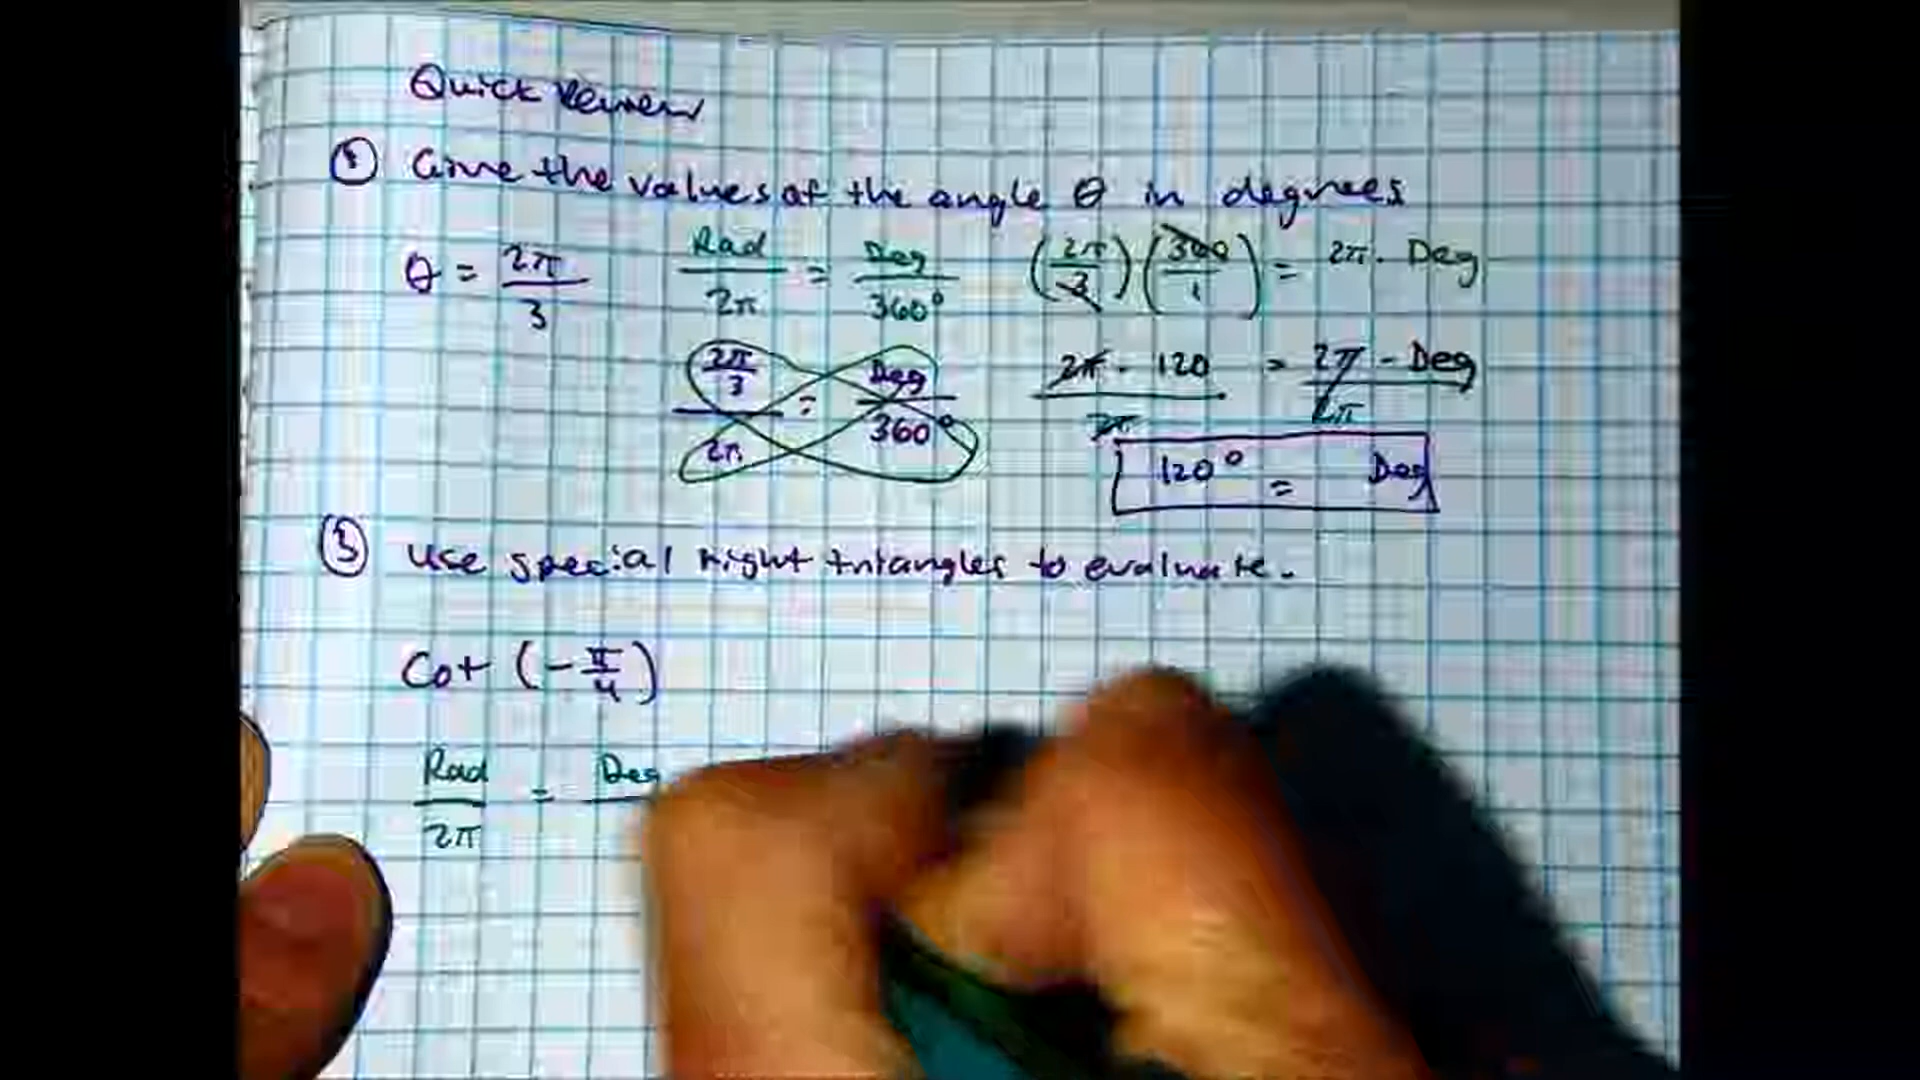 Quick Review
① Give the values of the angle θ in degrees
θ = 2π/3 Rad/2π = Deg/360° (2π/3)(360/1) = 2π · Deg
2π/3 / 2π = Deg/360° 2π · 120 / 2π = 2π · Deg / 2π
120° = Deg
③ Use special right triangles to evaluate.
Cot (-π/4)
Rad/2π = Deg